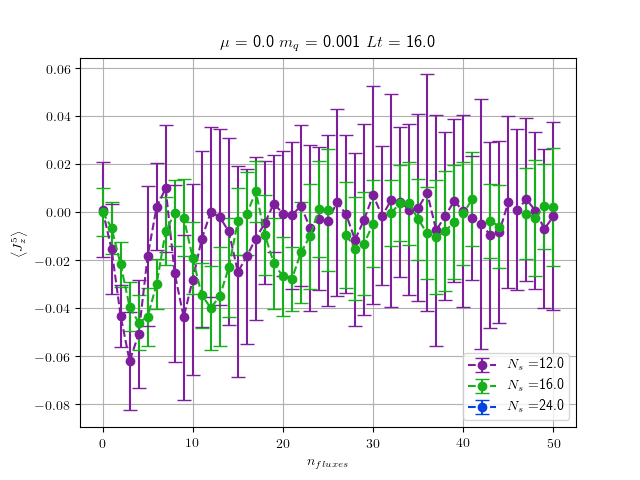 μ = 0.0 m_q = 0.001 Lt = 16.0
0.06
0.04
0.02
0.00
−0.02
−0.04
−0.06
−0.08
⟨J_z^5⟩
0 10 20 30 40 50
n_{fluxes}
N_s =12.0
N_s =16.0
N_s =24.0